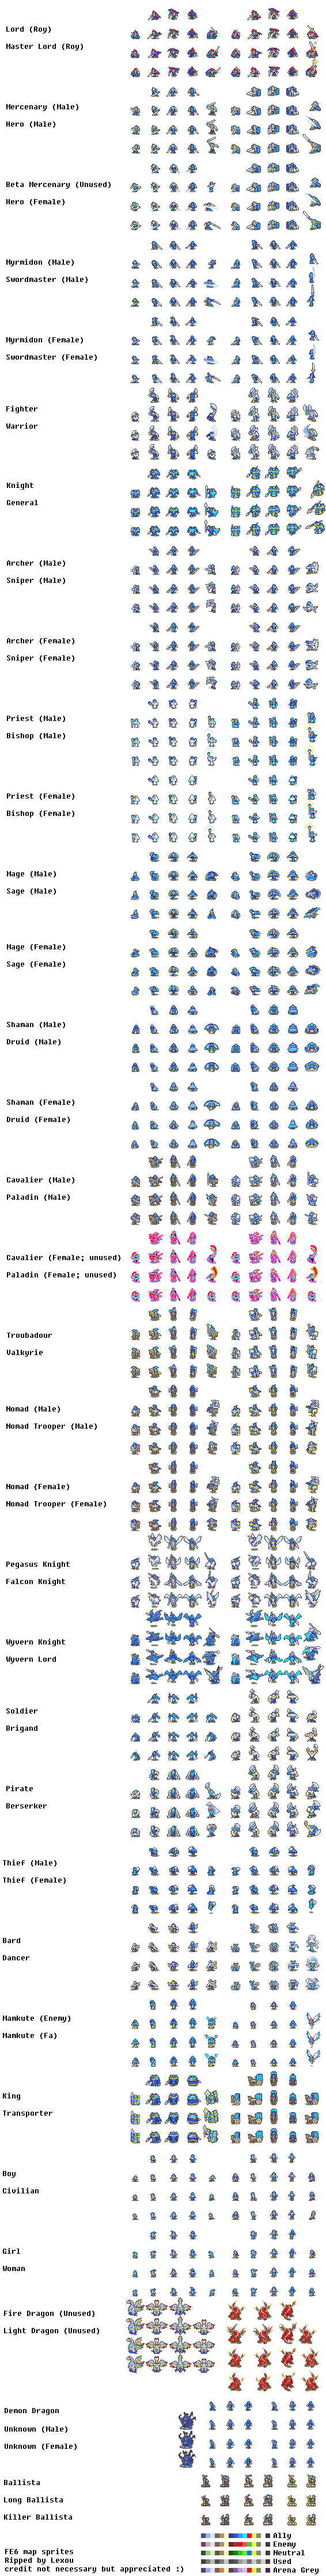 Lord (Roy)
Master Lord (Roy)
Mercenary (Male)
Hero (Male)
Beta Mercenary (Unused)
Hero (Female)
Myrmidon (Male)
Swordmaster (Male)
Myrmidon (Female)
Swordmaster (Female)
Fighter
Warrior
Knight
General
Archer (Male)
Sniper (Male)
Archer (Female)
Sniper (Female)
Priest (Male)
Bishop (Male)
Priest (Female)
Bishop (Female)
Mage (Male)
Sage (Male)
Mage (Female)
Sage (Female)
Shaman (Male)
Druid (Male)
Shaman (Female)
Druid (Female)
Cavalier (Male)
Paladin (Male)
Cavalier (Female; unused)
Paladin (Female; unused)
Troubadour
Valkyrie
Nomad (Male)
Nomad Trooper (Male)
Nomad (Female)
Nomad Trooper (Female)
Pegasus Knight
Falcon Knight
Wyvern Knight
Wyvern Lord
Soldier
Brigand
Pirate
Berserker
Thief (Male)
Thief (Female)
Bard
Dancer
Mamkute (Enemy)
Mamkute (Fa)
King
Transporter
Boy
Civilian
Girl
Woman
Fire Dragon (Unused)
Light Dragon (Unused)
Demon Dragon
Unknown (Male)
Unknown (Female)
Ballista
Long Ballista
Killer Ballista
Ally
Enemy
Neutral
Used
Arena Grey
FE6 map sprites
Ripped by Lexou
credit not necessary but appreciated :)